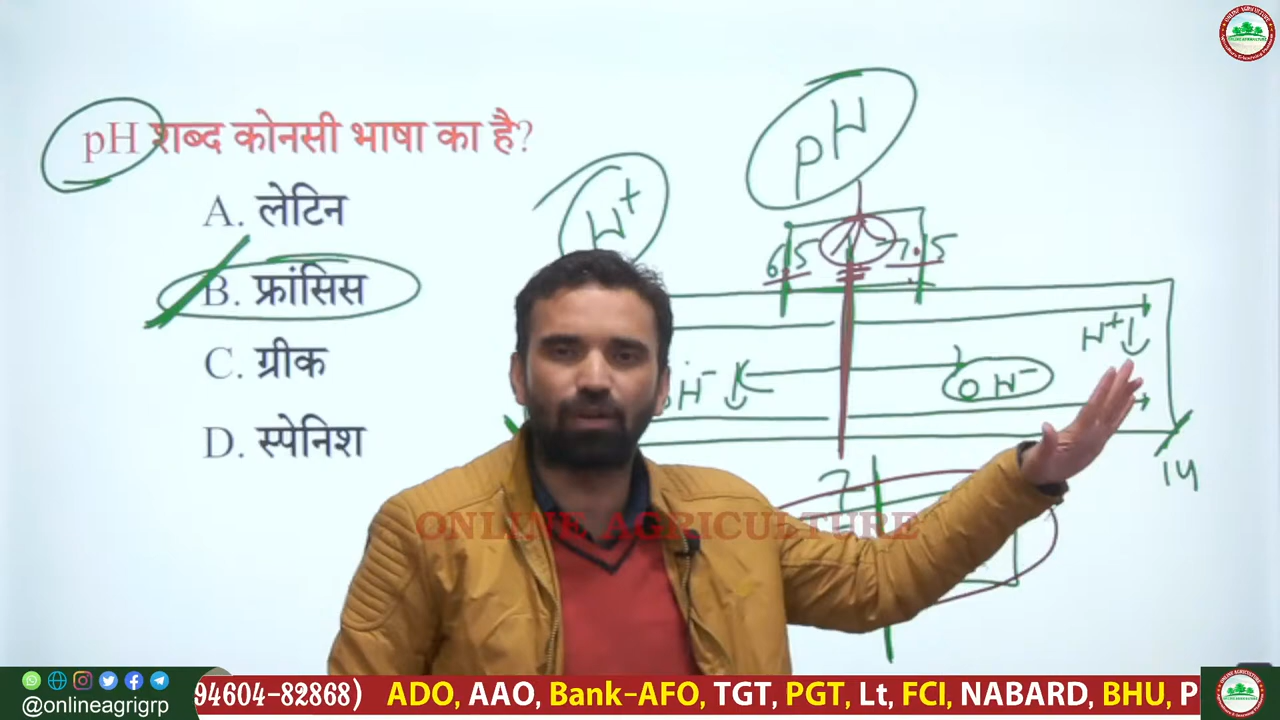 pH शब्द कोनसी भाषा का है?
A. लेटिन
B. फ्रांसिस
C. ग्रीक
D. स्पेनिश
pH
H+
6.5
7.5
H+
H-
OH-
7
14
ONLINE AGRICULTURE
@onlineagrigrp
94604-82868) ADO, AAO, Bank-AFO, TGT, PGT, Lt, FCI, NABARD, BHU, P